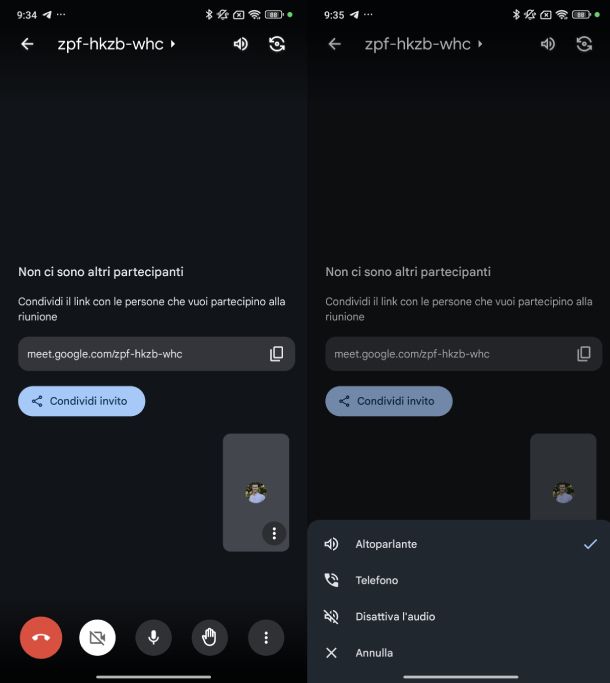 9:34
88
zpf-hkzb-whc
Non ci sono altri partecipanti
Condividi il link con le persone che vuoi partecipino alla
riunione
meet.google.com/zpf-hkzb-whc
Condividi invito
9:35
88
zpf-hkzb-whc
Non ci sono altri partecipanti
Condividi il link con le persone che vuoi partecipino alla
riunione
meet.google.com/zpf-hkzb-whc
Condividi invito
Altoparlante
Telefono
Disattiva l'audio
Annulla